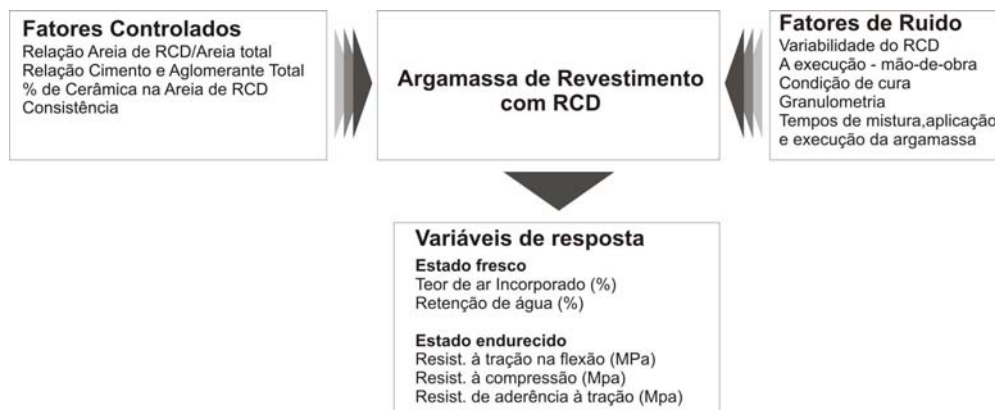 Fatores Controlados
Relação Areia de RCD/Areia total
Relação Cimento e Aglomerante Total
% de Cerâmica na Areia de RCD
Consistência
Argamassa de Revestimento
com RCD
Fatores de Ruido
Variabilidade do RCD
A execução - mão-de-obra
Condição de cura
Granulometria
Tempos de mistura,aplicação
e execução da argamassa
Variáveis de resposta
Estado fresco
Teor de ar Incorporado (%)
Retenção de água (%)
Estado endurecido
Resist. à tração na flexão (MPa)
Resist. à compressão (Mpa)
Resist. de aderência à tração (Mpa)